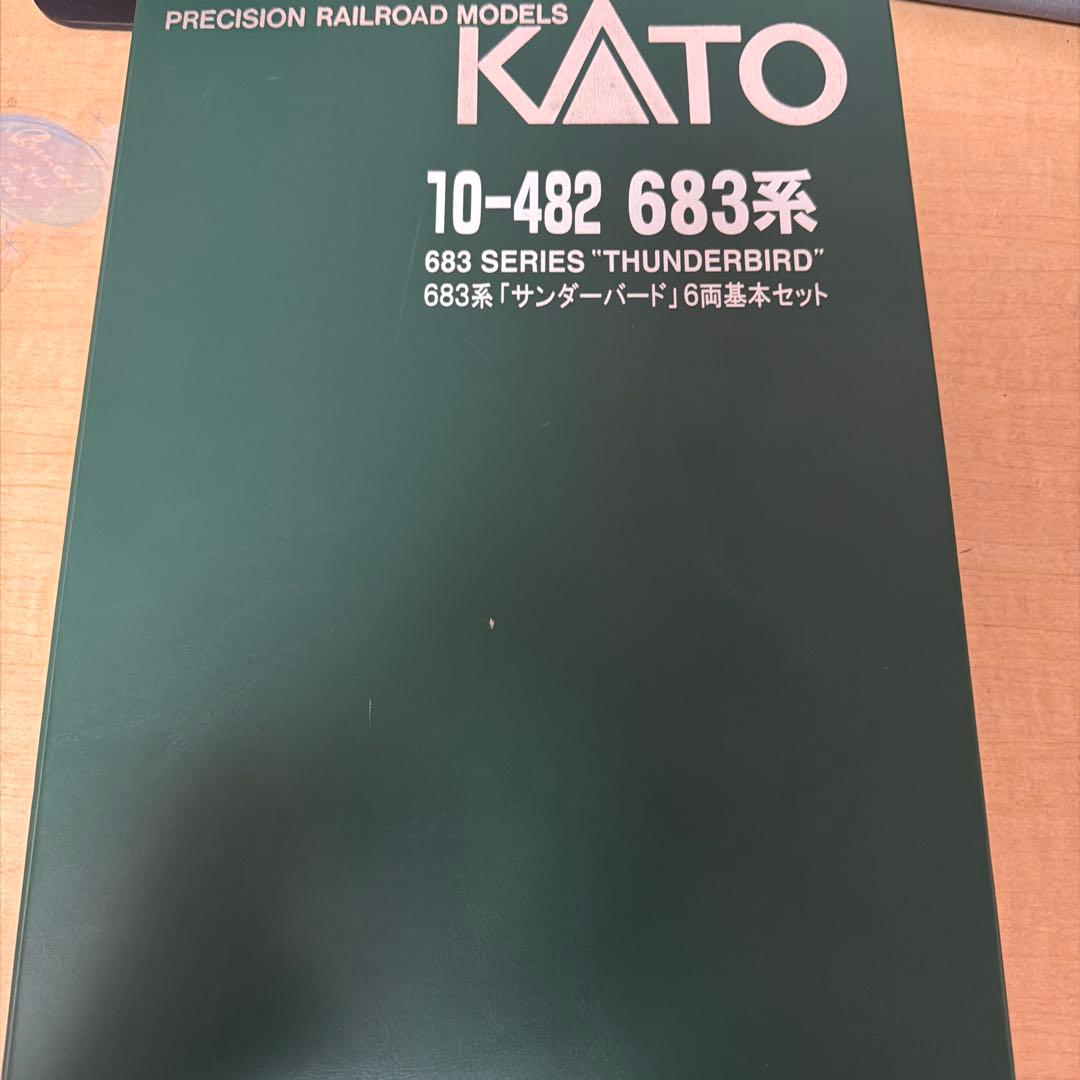 PRECISION RAILROAD MODELS
KATO
10-482 683系
683 SERIES "THUNDERBIRD"
683系「サンダーバード」6両基本セット